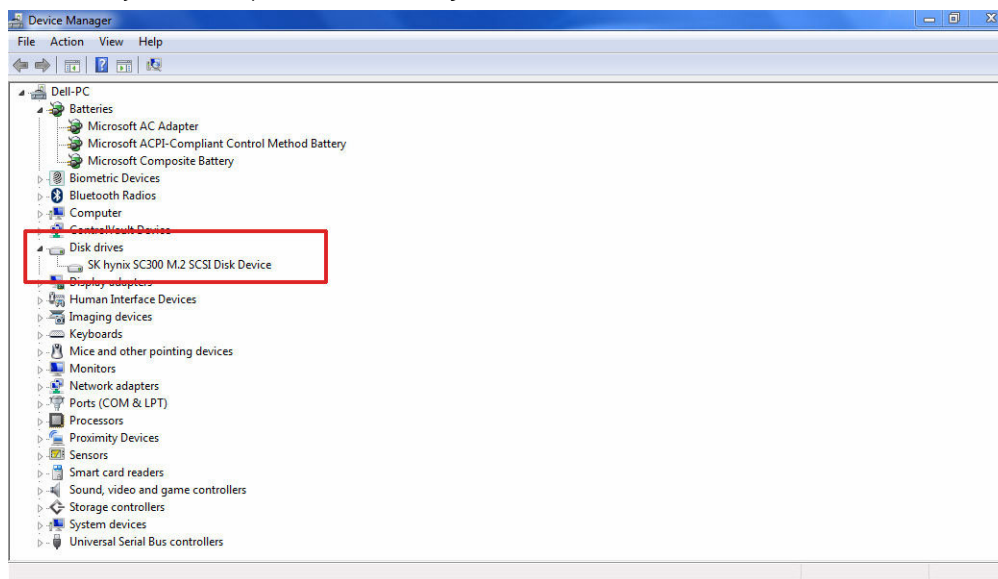 Device Manager
File Action View Help
Dell-PC
Batteries
Microsoft AC Adapter
Microsoft ACPI-Compliant Control Method Battery
Microsoft Composite Battery
Biometric Devices
Bluetooth Radios
Computer
ControlVault Device
Disk drives
SK hynix SC300 M.2 SCSI Disk Device
Display adapters
Human Interface Devices
Imaging devices
Keyboards
Mice and other pointing devices
Monitors
Network adapters
Ports (COM & LPT)
Processors
Proximity Devices
Sensors
Smart card readers
Sound, video and game controllers
Storage controllers
System devices
Universal Serial Bus controllers